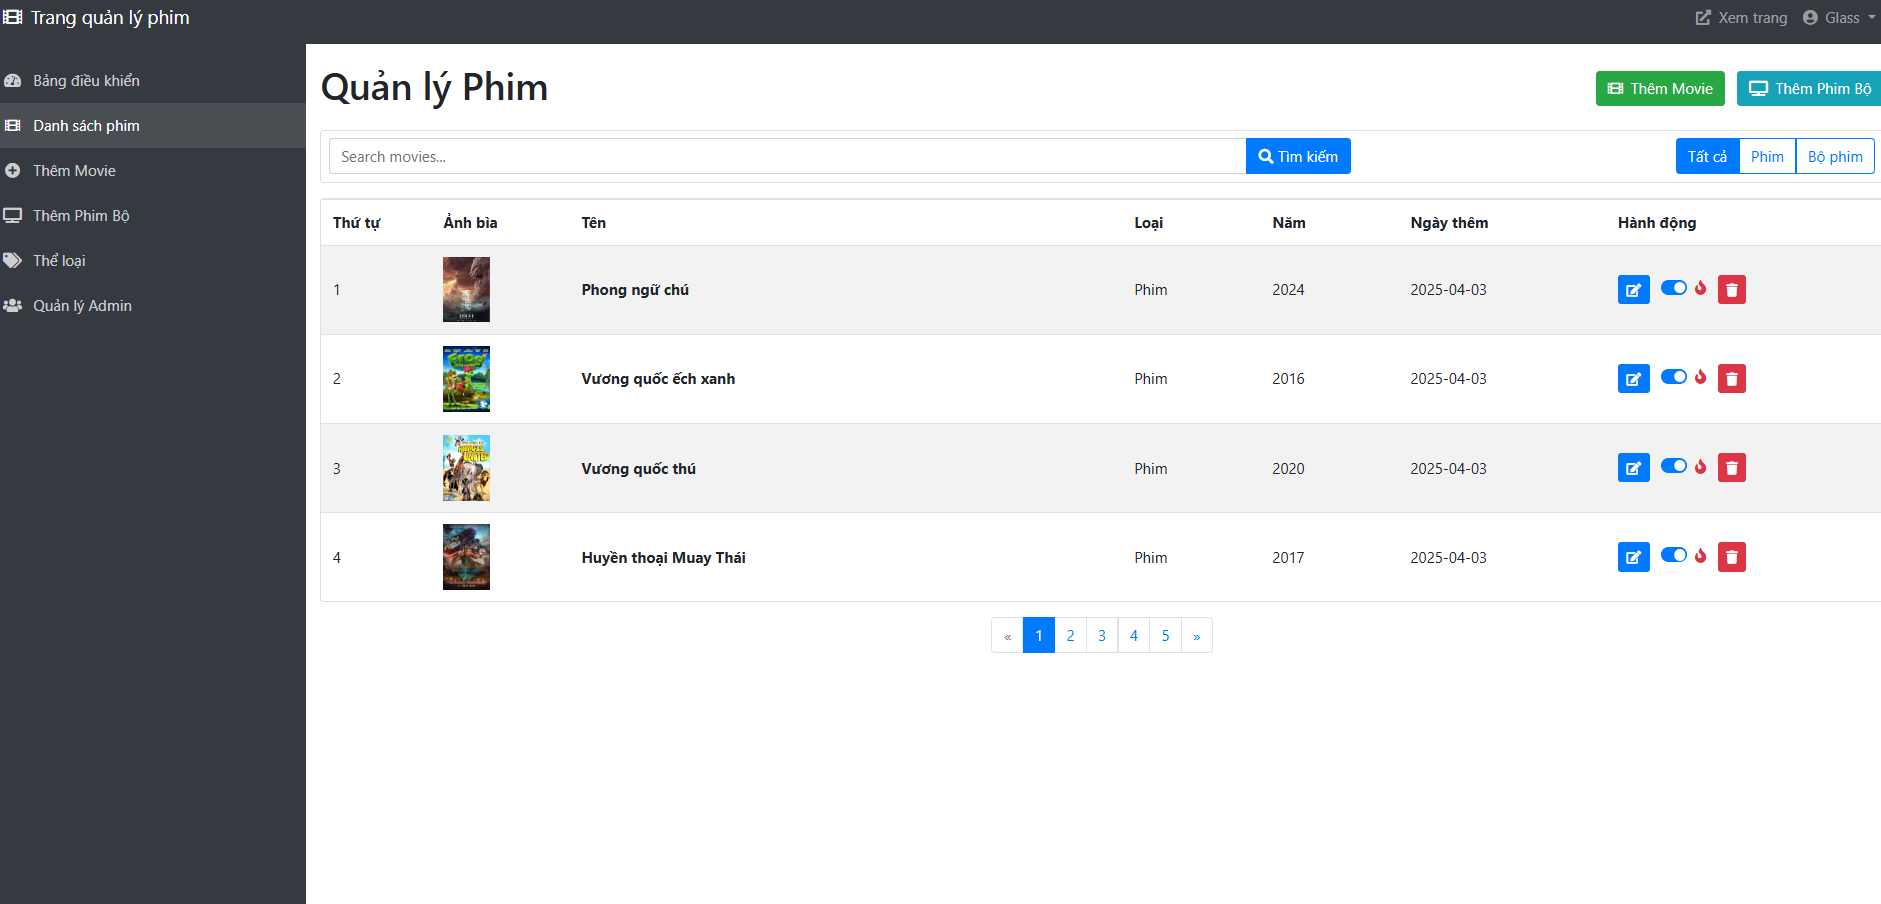 Trang quản lý phim
Xem trang
Glass
Bảng điều khiển
Danh sách phim
Thêm Movie
Thêm Phim Bộ
Thể loại
Quản lý Admin
Quản lý Phim
Thêm Movie
Thêm Phim Bộ
Search movies...
Tìm kiếm
Tất cả
Phim
Bộ phim
Thứ tự Ảnh bìa Tên Loại Năm Ngày thêm Hành động
1 Phong ngữ chú Phim 2024 2025-04-03
2 Vương quốc ếch xanh Phim 2016 2025-04-03
3 Vương quốc thú Phim 2020 2025-04-03
4 Huyền thoại Muay Thái Phim 2017 2025-04-03
« 1 2 3 4 5 »